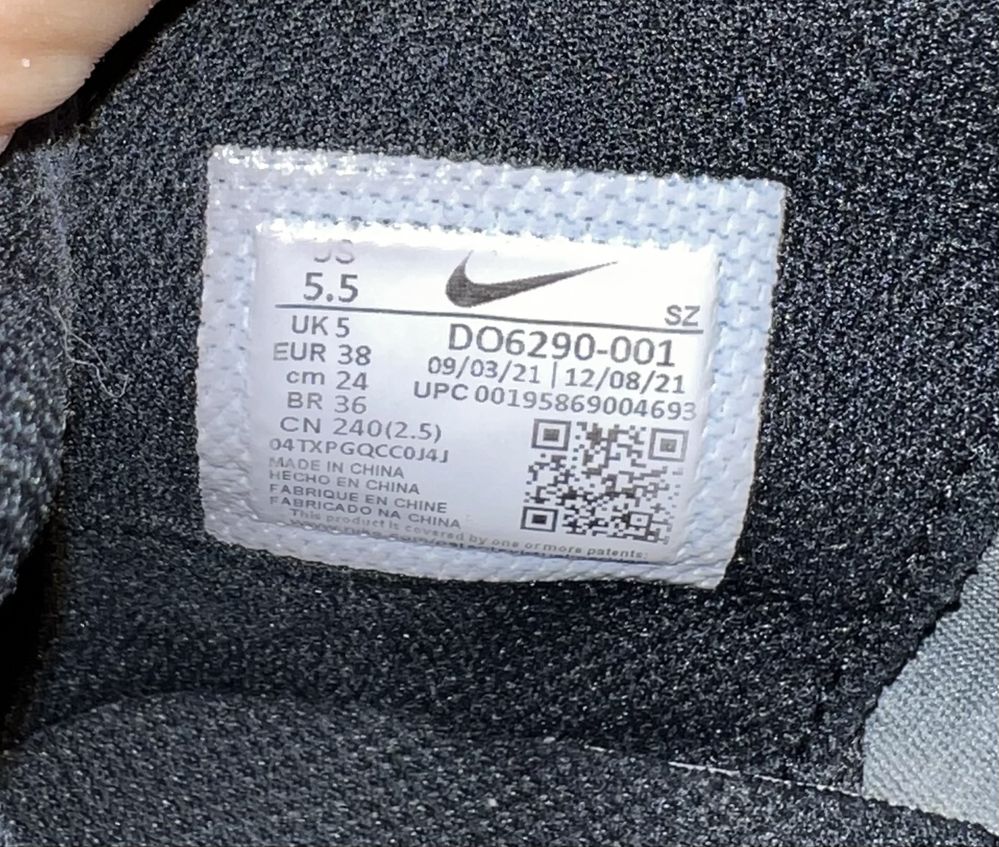 US
5.5
SZ
UK 5
DO6290-001
EUR 38
09/03/21 | 12/08/21
cm 24
UPC 00195869004693
BR 36
CN 240(2.5)
04TXPGQCC0J4J
MADE IN CHINA
HECHO EN CHINA
FABRIQUE EN CHINE
FABRICADO NA CHINA
This product is covered by one or more patents: